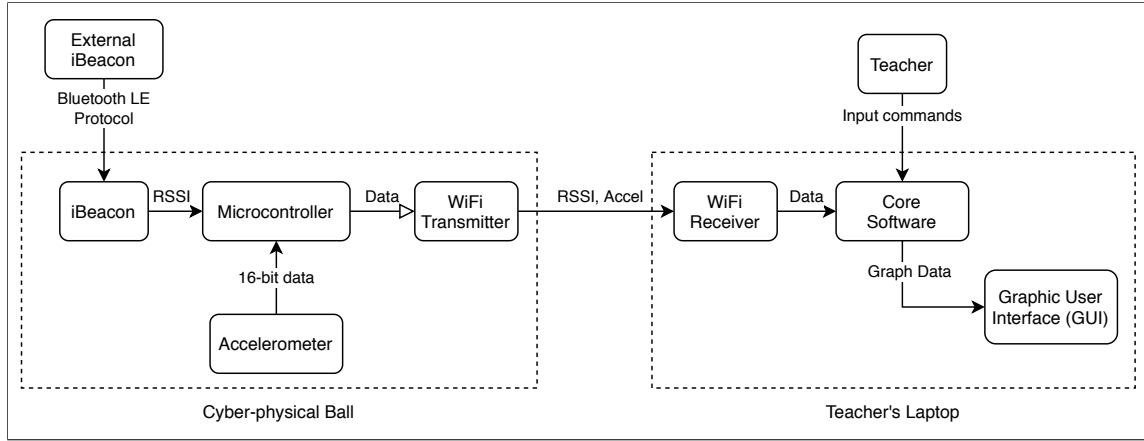 External
iBeacon
Bluetooth LE
Protocol
Teacher
Input commands
iBeacon
RSSI
Microcontroller
Data
WiFi
Transmitter
RSSI, Accel
WiFi
Receiver
Data
Core
Software
16-bit data
Accelerometer
Graph Data
Graphic User
Interface (GUI)
Cyber-physical Ball
Teacher's Laptop